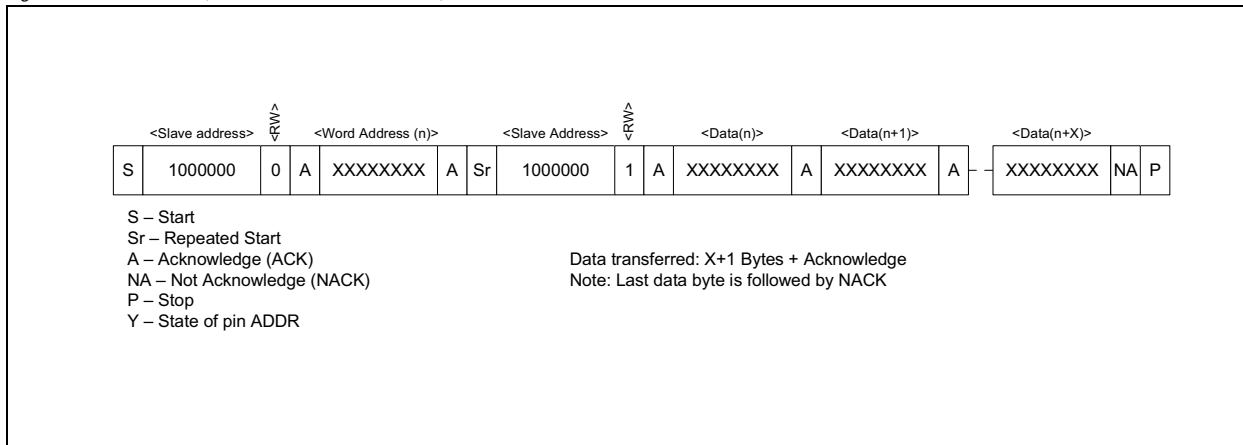 <Slave address> <RW> <Word Address (n)> <Slave Address> <RW> <Data(n)> <Data(n+1)> <Data(n+X)>
S 1000000 0 A XXXXXXXX A Sr 1000000 1 A XXXXXXXX A XXXXXXXX A XXXXXXXX NA P
S – Start
Sr – Repeated Start
A – Acknowledge (ACK)
NA – Not Acknowledge (NACK)
P – Stop
Y – State of pin ADDR
Data transferred: X+1 Bytes + Acknowledge
Note: Last data byte is followed by NACK